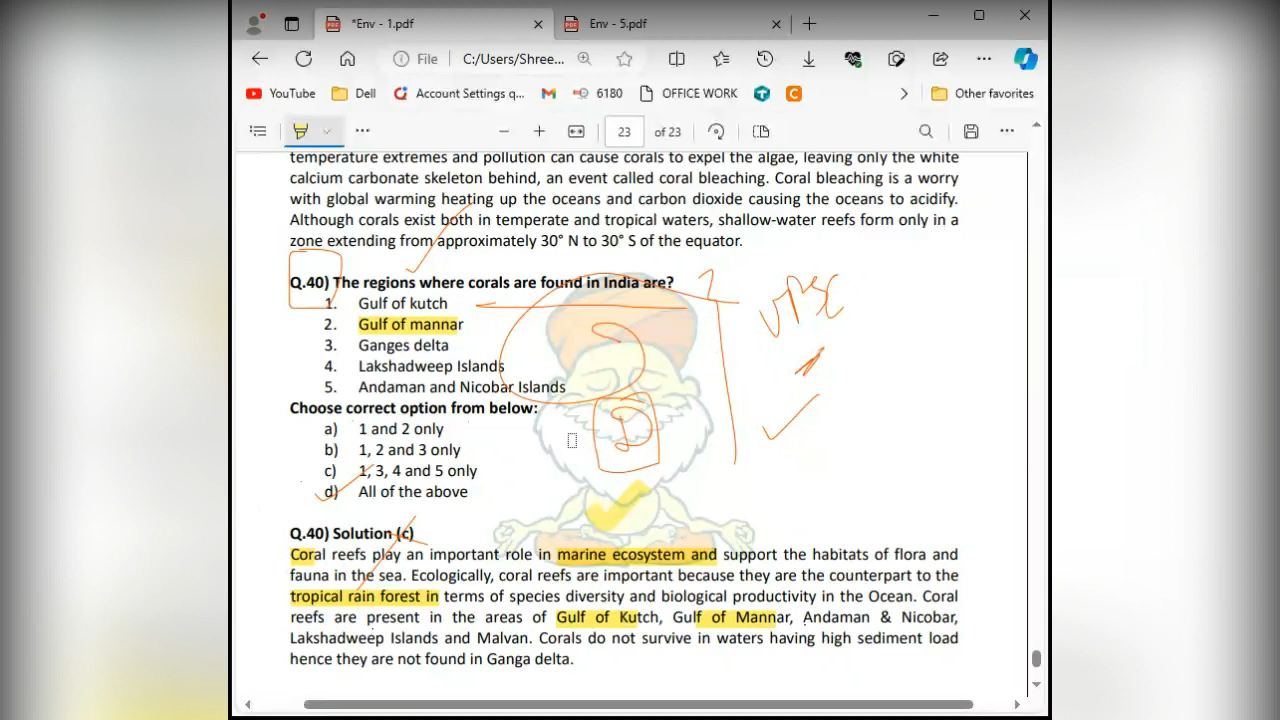 *Env - 1.pdf
Env - 5.pdf
File
C:/Users/Shree...
YouTube
Dell
Account Settings q...
6180
OFFICE WORK
Other favorites
23 of 23
temperature extremes and pollution can cause corals to expel the algae, leaving only the white
calcium carbonate skeleton behind, an event called coral bleaching. Coral bleaching is a worry
with global warming heating up the oceans and carbon dioxide causing the oceans to acidify.
Although corals exist both in temperate and tropical waters, shallow-water reefs form only in a
zone extending from approximately 30° N to 30° S of the equator.
Q.40) The regions where corals are found in India are?
1. Gulf of kutch
2. Gulf of mannar
3. Ganges delta
4. Lakshadweep Islands
5. Andaman and Nicobar Islands
UPSC
Choose correct option from below:
a) 1 and 2 only
b) 1, 2 and 3 only
c) 1, 3, 4 and 5 only
d) All of the above
D
Q.40) Solution (c)
Coral reefs play an important role in marine ecosystem and support the habitats of flora and
fauna in the sea. Ecologically, coral reefs are important because they are the counterpart to the
tropical rain forest in terms of species diversity and biological productivity in the Ocean. Coral
reefs are present in the areas of Gulf of Kutch, Gulf of Mannar, Andaman & Nicobar,
Lakshadweep Islands and Malvan. Corals do not survive in waters having high sediment load
hence they are not found in Ganga delta.